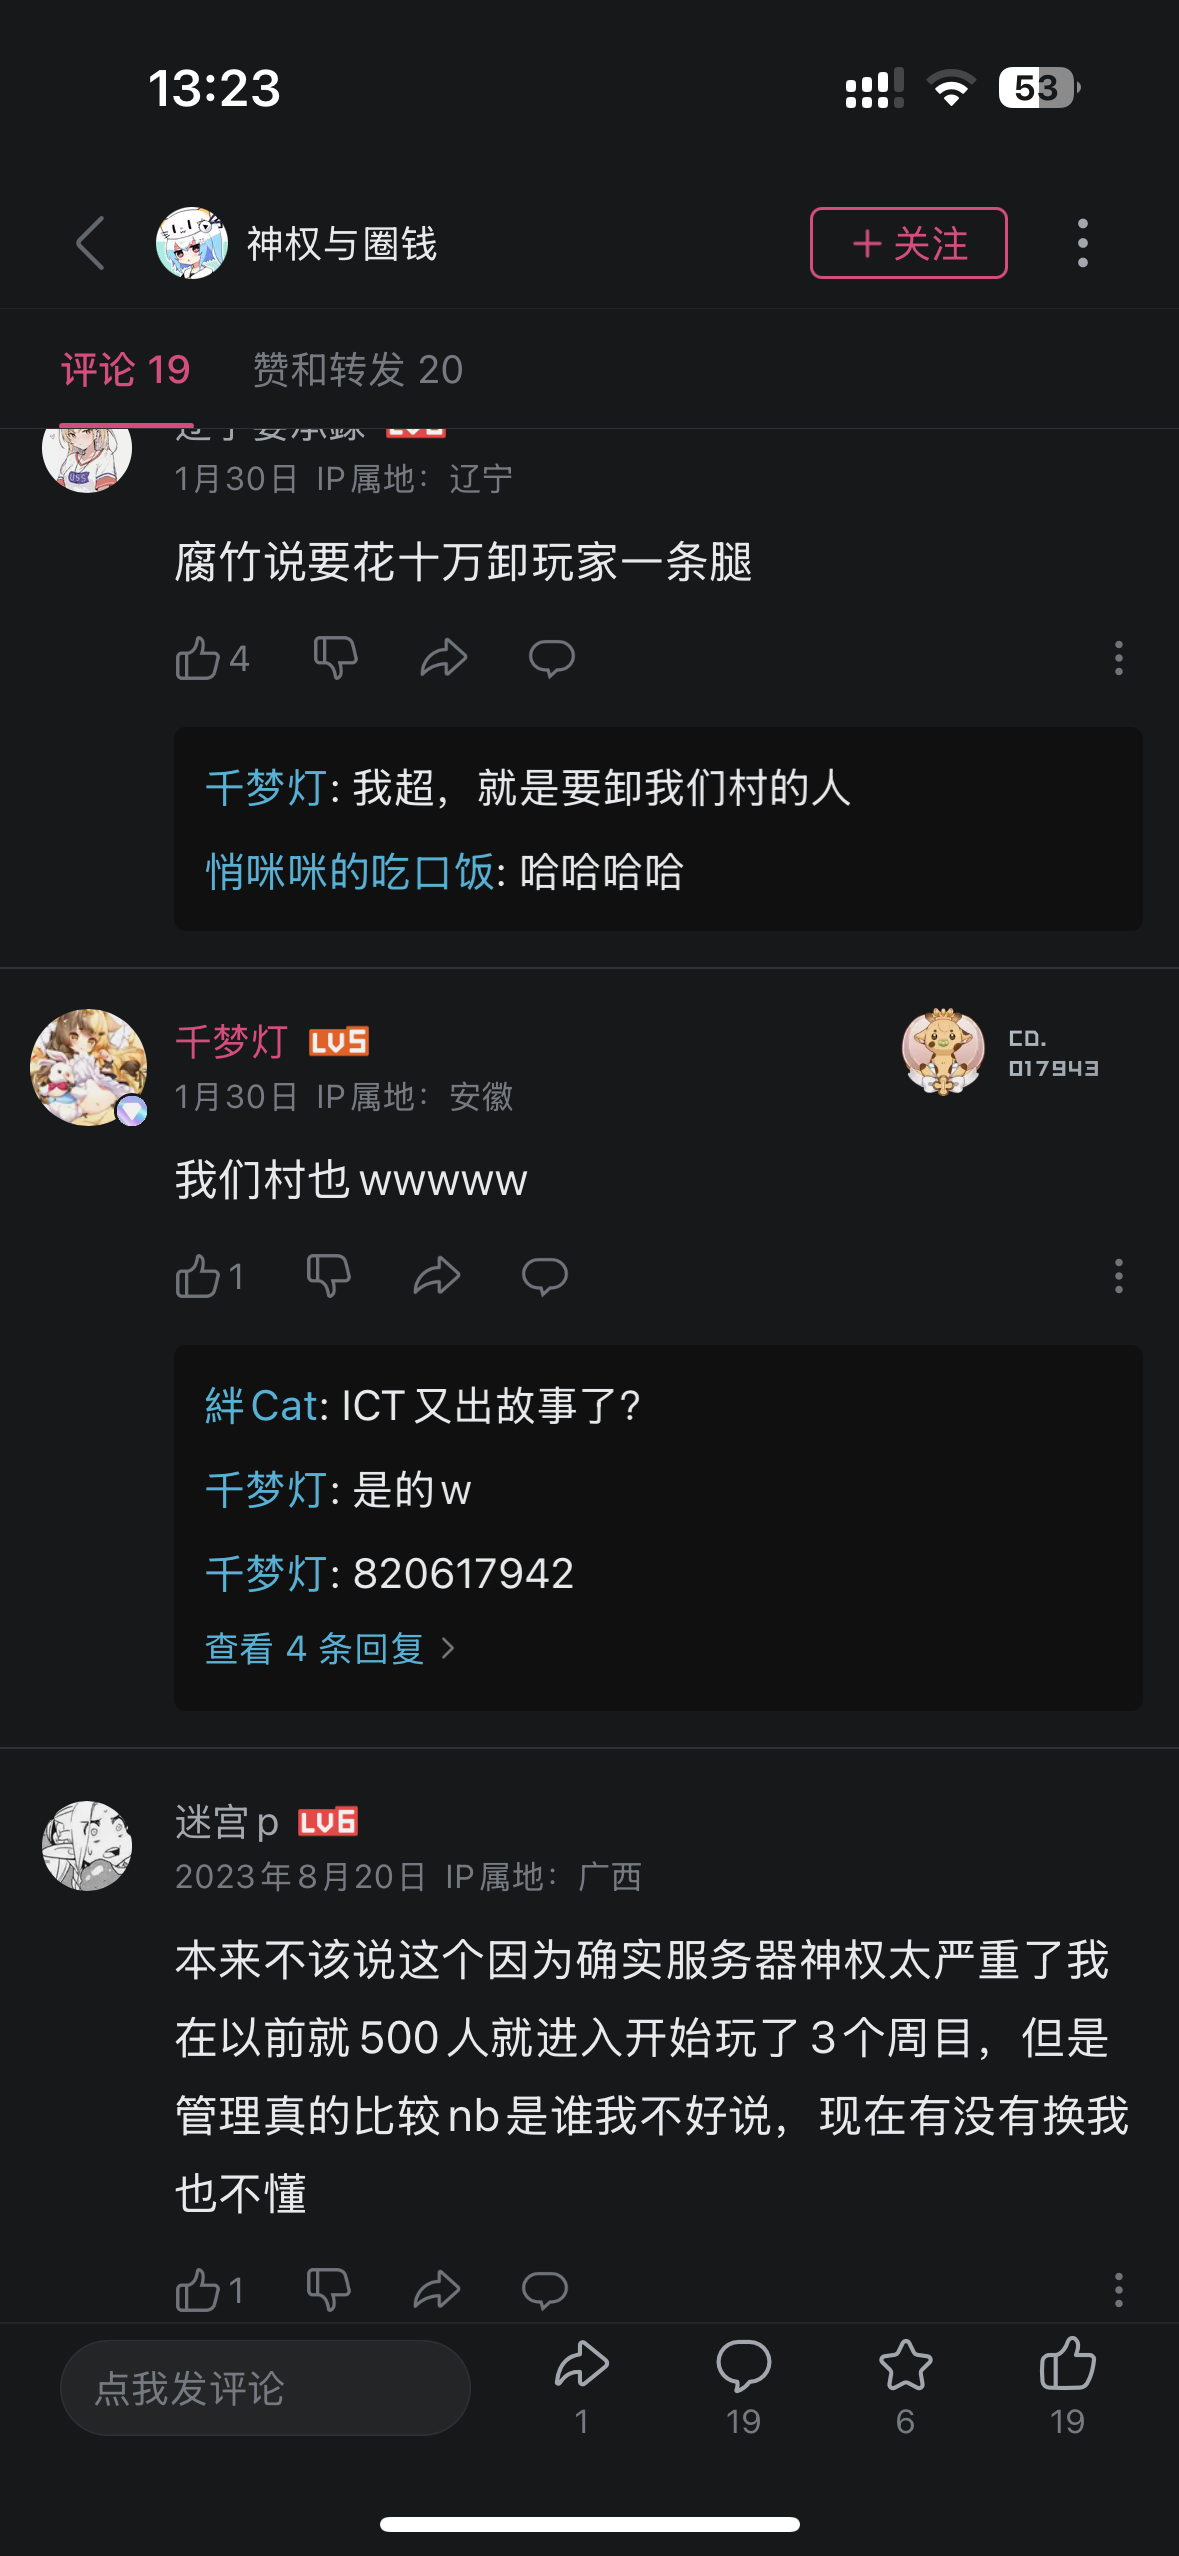 13:23
53
神权与圈钱
+ 关注
评论 19
赞和转发 20
1月30日 IP属地：辽宁
腐竹说要花十万卸玩家一条腿
4
千梦灯: 我超，就是要卸我们村的人
悄咪咪的吃口饭: 哈哈哈哈
千梦灯 LV5
CD.
017943
1月30日 IP属地：安徽
我们村也wwwww
1
絆Cat: ICT又出故事了?
千梦灯: 是的w
千梦灯: 820617942
查看 4 条回复 >
迷宫p LV6
2023年8月20日 IP属地：广西
本来不该说这个因为确实服务器神权太严重了我
在以前就500人就进入开始玩了3个周目，但是
管理真的比较nb是谁我不好说，现在有没有换我
也不懂
1
点我发评论
1
19
6
19